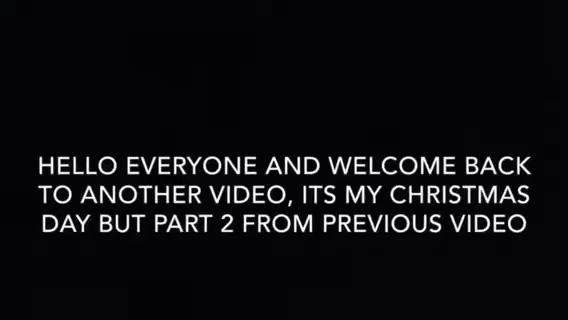 HELLO EVERYONE AND WELCOME BACK
TO ANOTHER VIDEO, ITS MY CHRISTMAS
DAY BUT PART 2 FROM PREVIOUS VIDEO